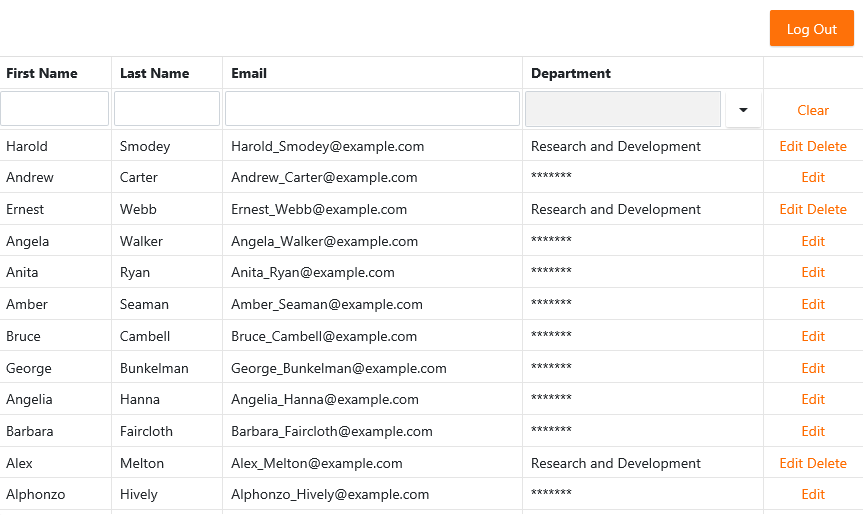 Log Out
First Name Last Name Email Department
Clear
Harold Smodey Harold_Smodey@example.com Research and Development Edit Delete
Andrew Carter Andrew_Carter@example.com ******* Edit
Ernest Webb Ernest_Webb@example.com Research and Development Edit Delete
Angela Walker Angela_Walker@example.com ******* Edit
Anita Ryan Anita_Ryan@example.com ******* Edit
Amber Seaman Amber_Seaman@example.com ******* Edit
Bruce Cambell Bruce_Cambell@example.com ******* Edit
George Bunkelman George_Bunkelman@example.com ******* Edit
Angelia Hanna Angelia_Hanna@example.com ******* Edit
Barbara Faircloth Barbara_Faircloth@example.com ******* Edit
Alex Melton Alex_Melton@example.com Research and Development Edit Delete
Alphonzo Hively Alphonzo_Hively@example.com ******* Edit